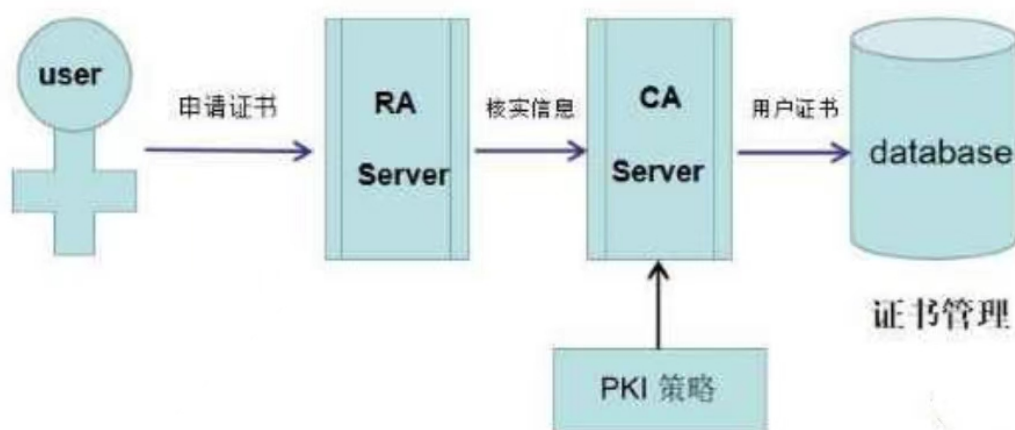 user
申请证书
RA
Server
核实信息
CA
Server
用户证书
database
证书管理
PKI 策略